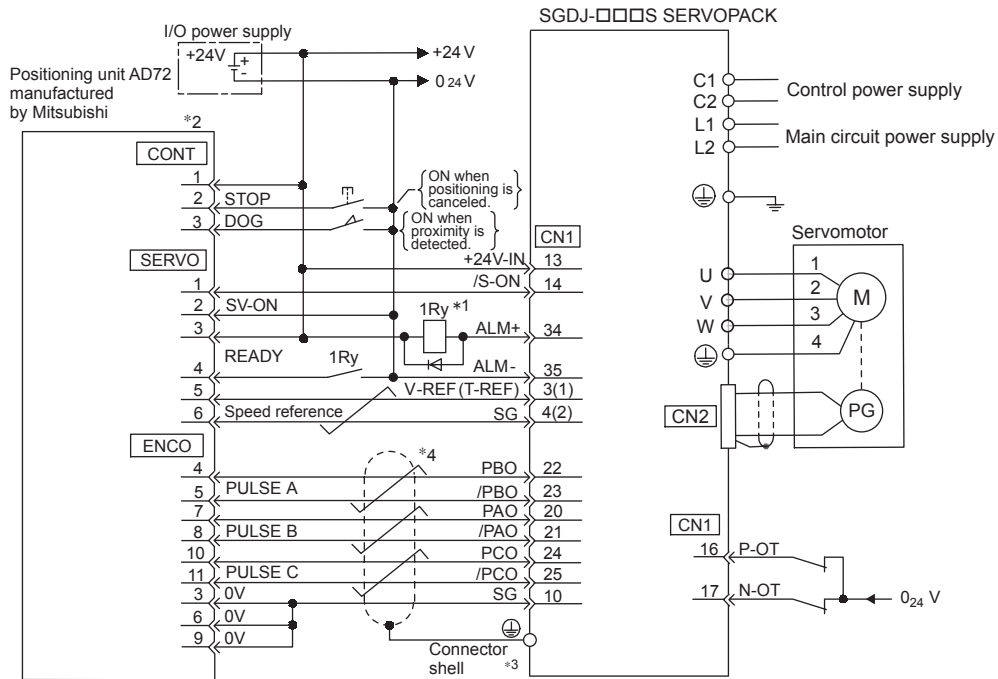 SGDJ-□□□S SERVOPACK
I/O power supply
+24V
+
-
+24 V
0 24 V
Positioning unit AD72
manufactured
by Mitsubishi
*2
CONT
1
2 STOP
3 DOG
ON when
positioning is
canceled.
ON when
proximity is
detected.
SERVO
1
2 SV-ON
3
4 READY
5
6 Speed reference
1Ry *1
1Ry
CN1
+24V-IN 13
/S-ON 14
ALM+ 34
ALM- 35
V-REF (T-REF) 3(1)
SG 4(2)
ENCO
*4
4 PBO 22
5 PULSE A /PBO 23
7 PAO 20
8 PULSE B /PAO 21
10 PCO 24
11 PULSE C /PCO 25
3 0V SG 10
6 0V
9 0V
Connector
shell *3
C1
C2
Control power supply
L1
L2
Main circuit power supply
Servomotor
U 1
V 2
W 3
4
M
CN2
PG
CN1
16 P-OT
17 N-OT
0₂₄ V